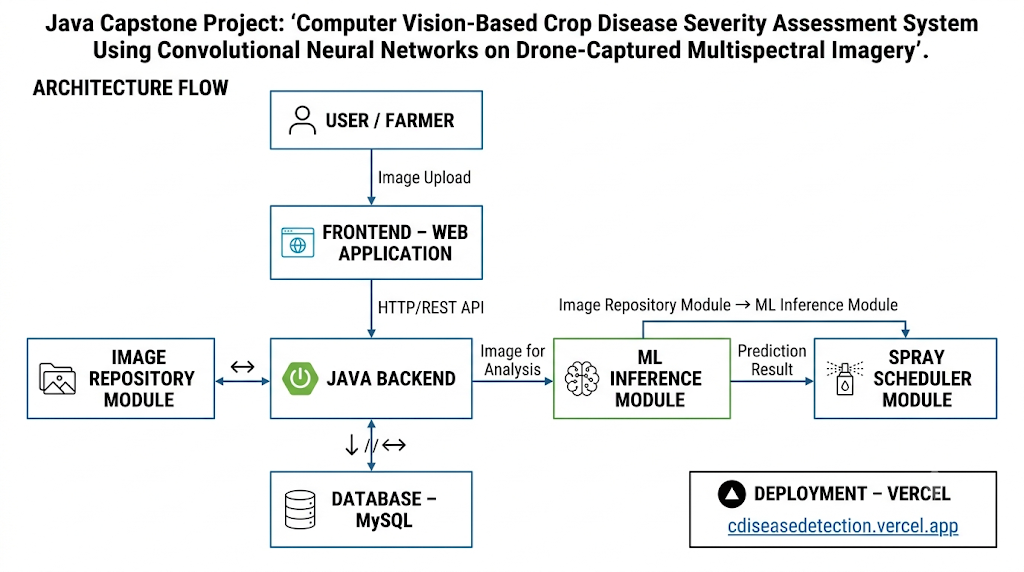 Java Capstone Project: ‘Computer Vision-Based Crop Disease Severity Assessment System
Using Convolutional Neural Networks on Drone-Captured Multispectral Imagery’.
ARCHITECTURE FLOW
USER / FARMER
Image Upload
FRONTEND – WEB
APPLICATION
HTTP/REST API
Image Repository Module → ML Inference Module
IMAGE
REPOSITORY
MODULE
↔
JAVA BACKEND
Image for
Analysis
ML
INFERENCE
MODULE
Prediction
Result
SPRAY
SCHEDULER
MODULE
↓ // ↔
DATABASE –
MySQL
DEPLOYMENT – VERCEL
cdiseasedetection.vercel.app